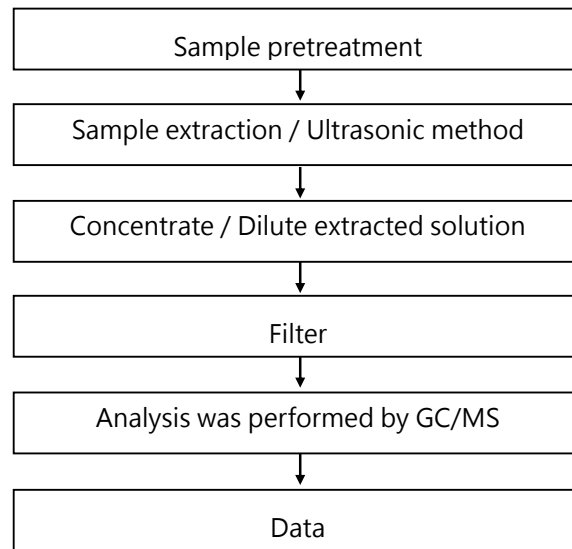 Sample pretreatment
Sample extraction / Ultrasonic method
Concentrate / Dilute extracted solution
Filter
Analysis was performed by GC/MS
Data